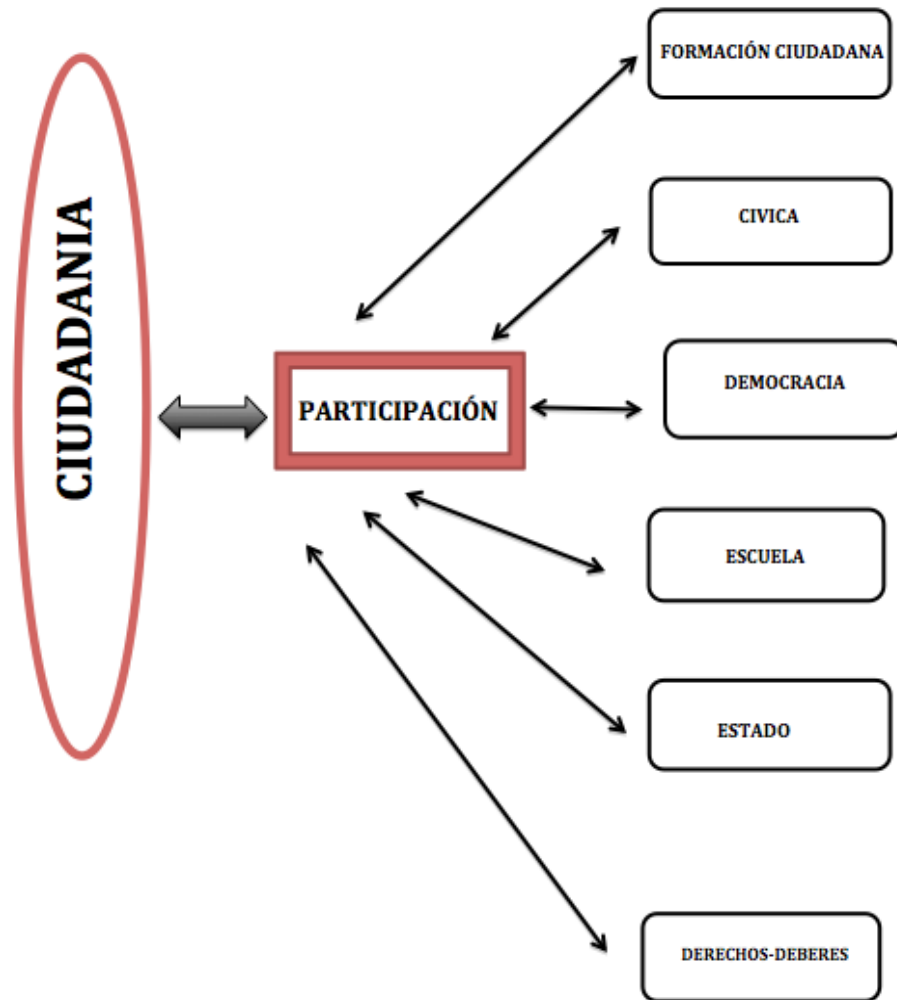 CIUDADANIA
PARTICIPACIÓN
FORMACIÓN CIUDADANA
CIVICA
DEMOCRACIA
ESCUELA
ESTADO
DERECHOS-DEBERES